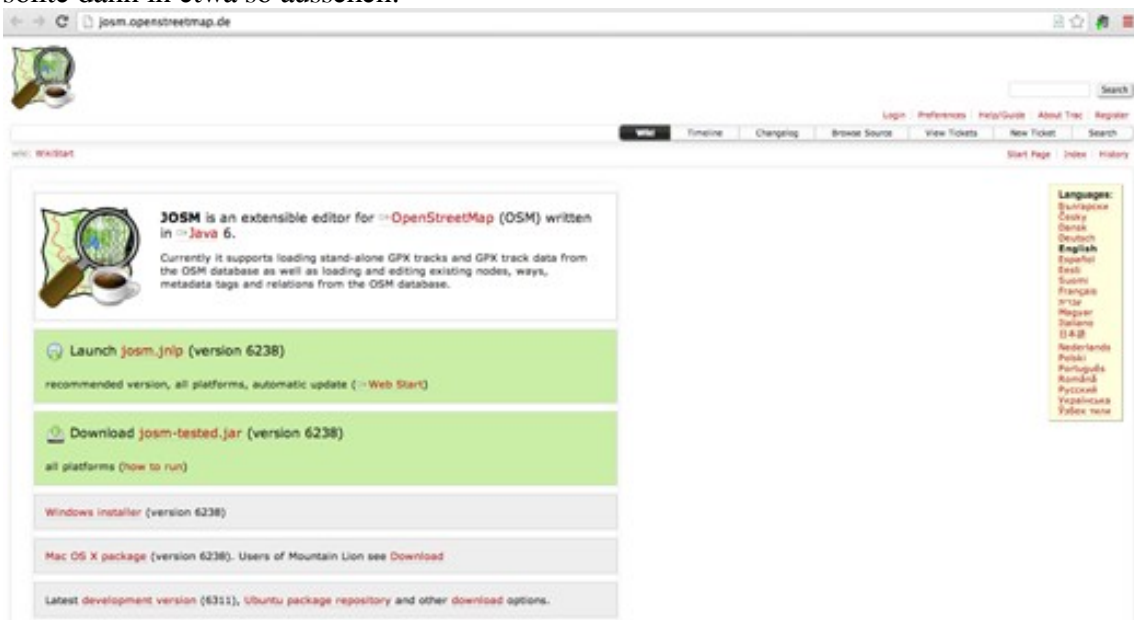 sollte dann in etwa so aussehen:
josm.openstreetmap.de
Search
Login Preferences Help/Guide About Trac Register
Wiki Timeline Changelog Browse Source View Tickets New Ticket Search
wiki: WikiStart
Start Page Index History
JOSM is an extensible editor for OpenStreetMap (OSM) written
in Java 6.
Currently it supports loading stand-alone GPX tracks and GPX track data from
the OSM database as well as loading and editing existing nodes, ways,
metadata tags and relations from the OSM database.
Launch josm.jnlp (version 6238)
recommended version, all platforms, automatic update (Web Start)
Download josm-tested.jar (version 6238)
all platforms (how to run)
Windows installer (version 6238)
Mac OS X package (version 6238). Users of Mountain Lion see Download
Latest development version (6311), Ubuntu package repository and other download options.
Languages:
Български
Česky
Dansk
Deutsch
English
Español
Eesti
Suomi
Français
עברית
Magyar
Italiano
日本語
Nederlands
Polski
Português
Română
Русский
Українська